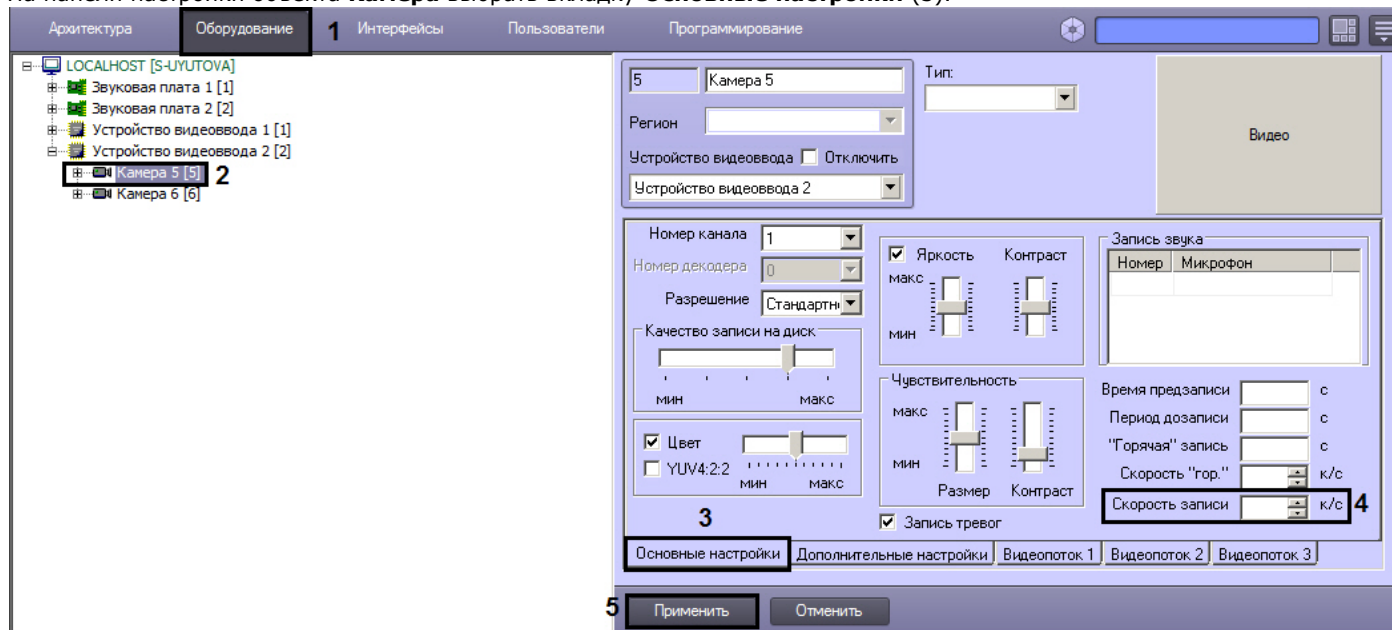 На панели настройки объекта Камера выбрать вкладку Основные настройки (3).
Архитектура Оборудование 1 Интерфейсы Пользователи Программирование
LOCALHOST [S-UYUTOVA]
Звуковая плата 1 [1]
Звуковая плата 2 [2]
Устройство видеоввода 1 [1]
Устройство видеоввода 2 [2]
Камера 5 [5] 2
Камера 6 [6]
5 Камера 5
Тип:
Регион
Устройство видеоввода Отключить
Устройство видеоввода 2
Видео
Номер канала 1
Номер декодера 0
Разрешение Стандартн
Качество записи на диск
мин макс
Цвет
YUV4:2:2
мин макс
Яркость Контраст
макс
мин
Чувствительность
макс
мин
Размер Контраст
Запись тревог
Запись звука
Номер Микрофон
Время предзаписи с
Период дозаписи с
"Горячая" запись с
Скорость "гор." к/с
Скорость записи к/с 4
3
Основные настройки Дополнительные настройки Видеопоток 1 Видеопоток 2 Видеопоток 3
5 Применить Отменить